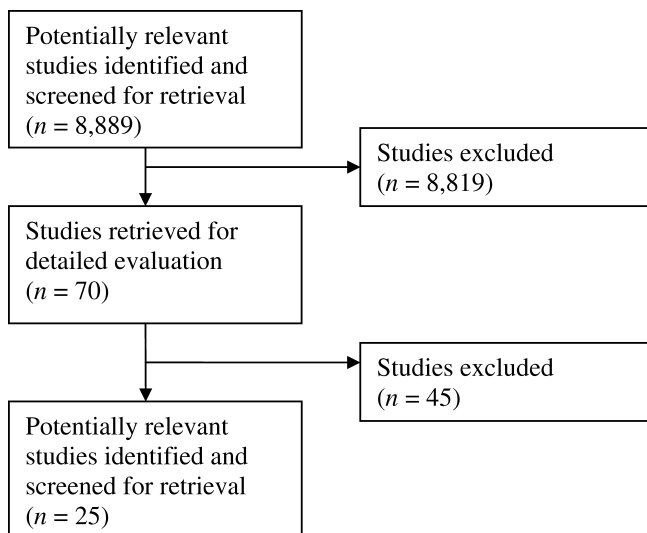 Potentially relevant
studies identified and
screened for retrieval
(n = 8,889)
Studies excluded
(n = 8,819)
Studies retrieved for
detailed evaluation
(n = 70)
Studies excluded
(n = 45)
Potentially relevant
studies identified and
screened for retrieval
(n = 25)